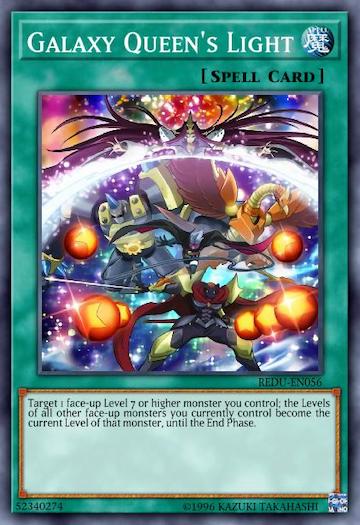 Galaxy Queen's Light
[Spell Card]
REDU-EN056
Target 1 face-up Level 7 or higher monster you control; the Levels
of all other face-up monsters you currently control become the
current Level of that monster, until the End Phase.
52340274
©1996 KAZUKI TAKAHASHI